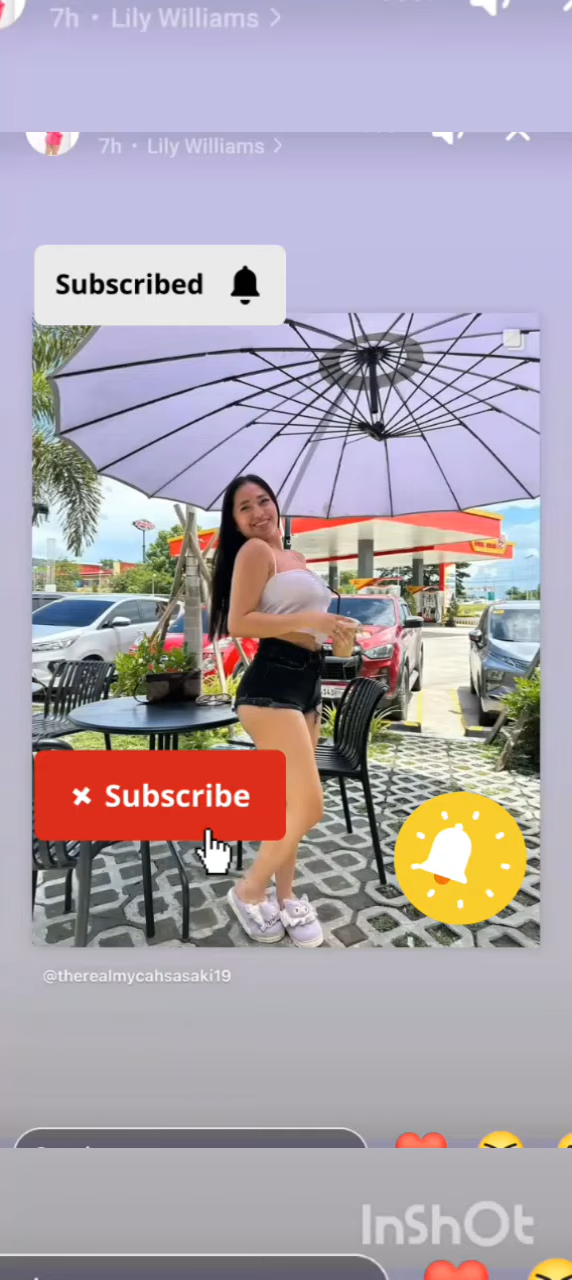 7h • Lily Williams >
7h • Lily Williams >
Subscribed
× Subscribe
@therealmycahsasaki19
InShOt